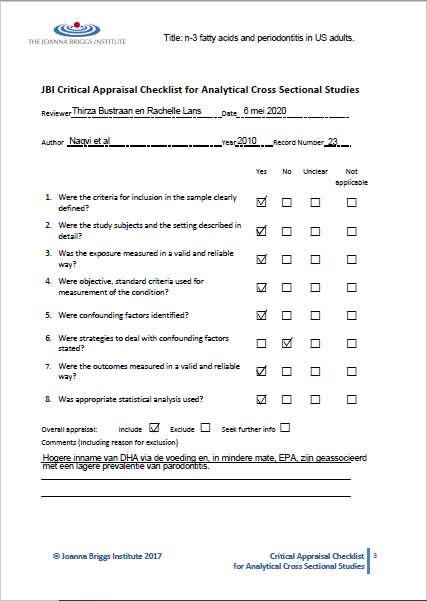 THE JOANNA BRIGGS INSTITUTE
Title: n-3 fatty acids and periodontitis in US adults.
JBI Critical Appraisal Checklist for Analytical Cross Sectional Studies
Reviewer Thirza Bustraan en Rachelle Lans Date 6 mei 2020
Author Naqvi et al Year 2010 Record Number 23
Yes No Unclear Not
applicable
1. Were the criteria for inclusion in the sample clearly
defined? ☑ ☐ ☐ ☐
2. Were the study subjects and the setting described in
detail? ☑ ☐ ☐ ☐
3. Was the exposure measured in a valid and reliable
way? ☑ ☐ ☐ ☐
4. Were objective, standard criteria used for
measurement of the condition? ☑ ☐ ☐ ☐
5. Were confounding factors identified? ☑ ☐ ☐ ☐
6. Were strategies to deal with confounding factors
stated? ☐ ☑ ☐ ☐
7. Were the outcomes measured in a valid and reliable
way? ☑ ☐ ☐ ☐
8. Was appropriate statistical analysis used? ☑ ☐ ☐ ☐
Overall appraisal: Include ☑ Exclude ☐ Seek further info ☐
Comments (Including reason for exclusion)
Hogere inname van DHA via de voeding en, in mindere mate, EPA, zijn geassocieerd
met een lagere prevalentie van parodontitis.
© Joanna Briggs Institute 2017 Critical Appraisal Checklist 3
for Analytical Cross Sectional Studies